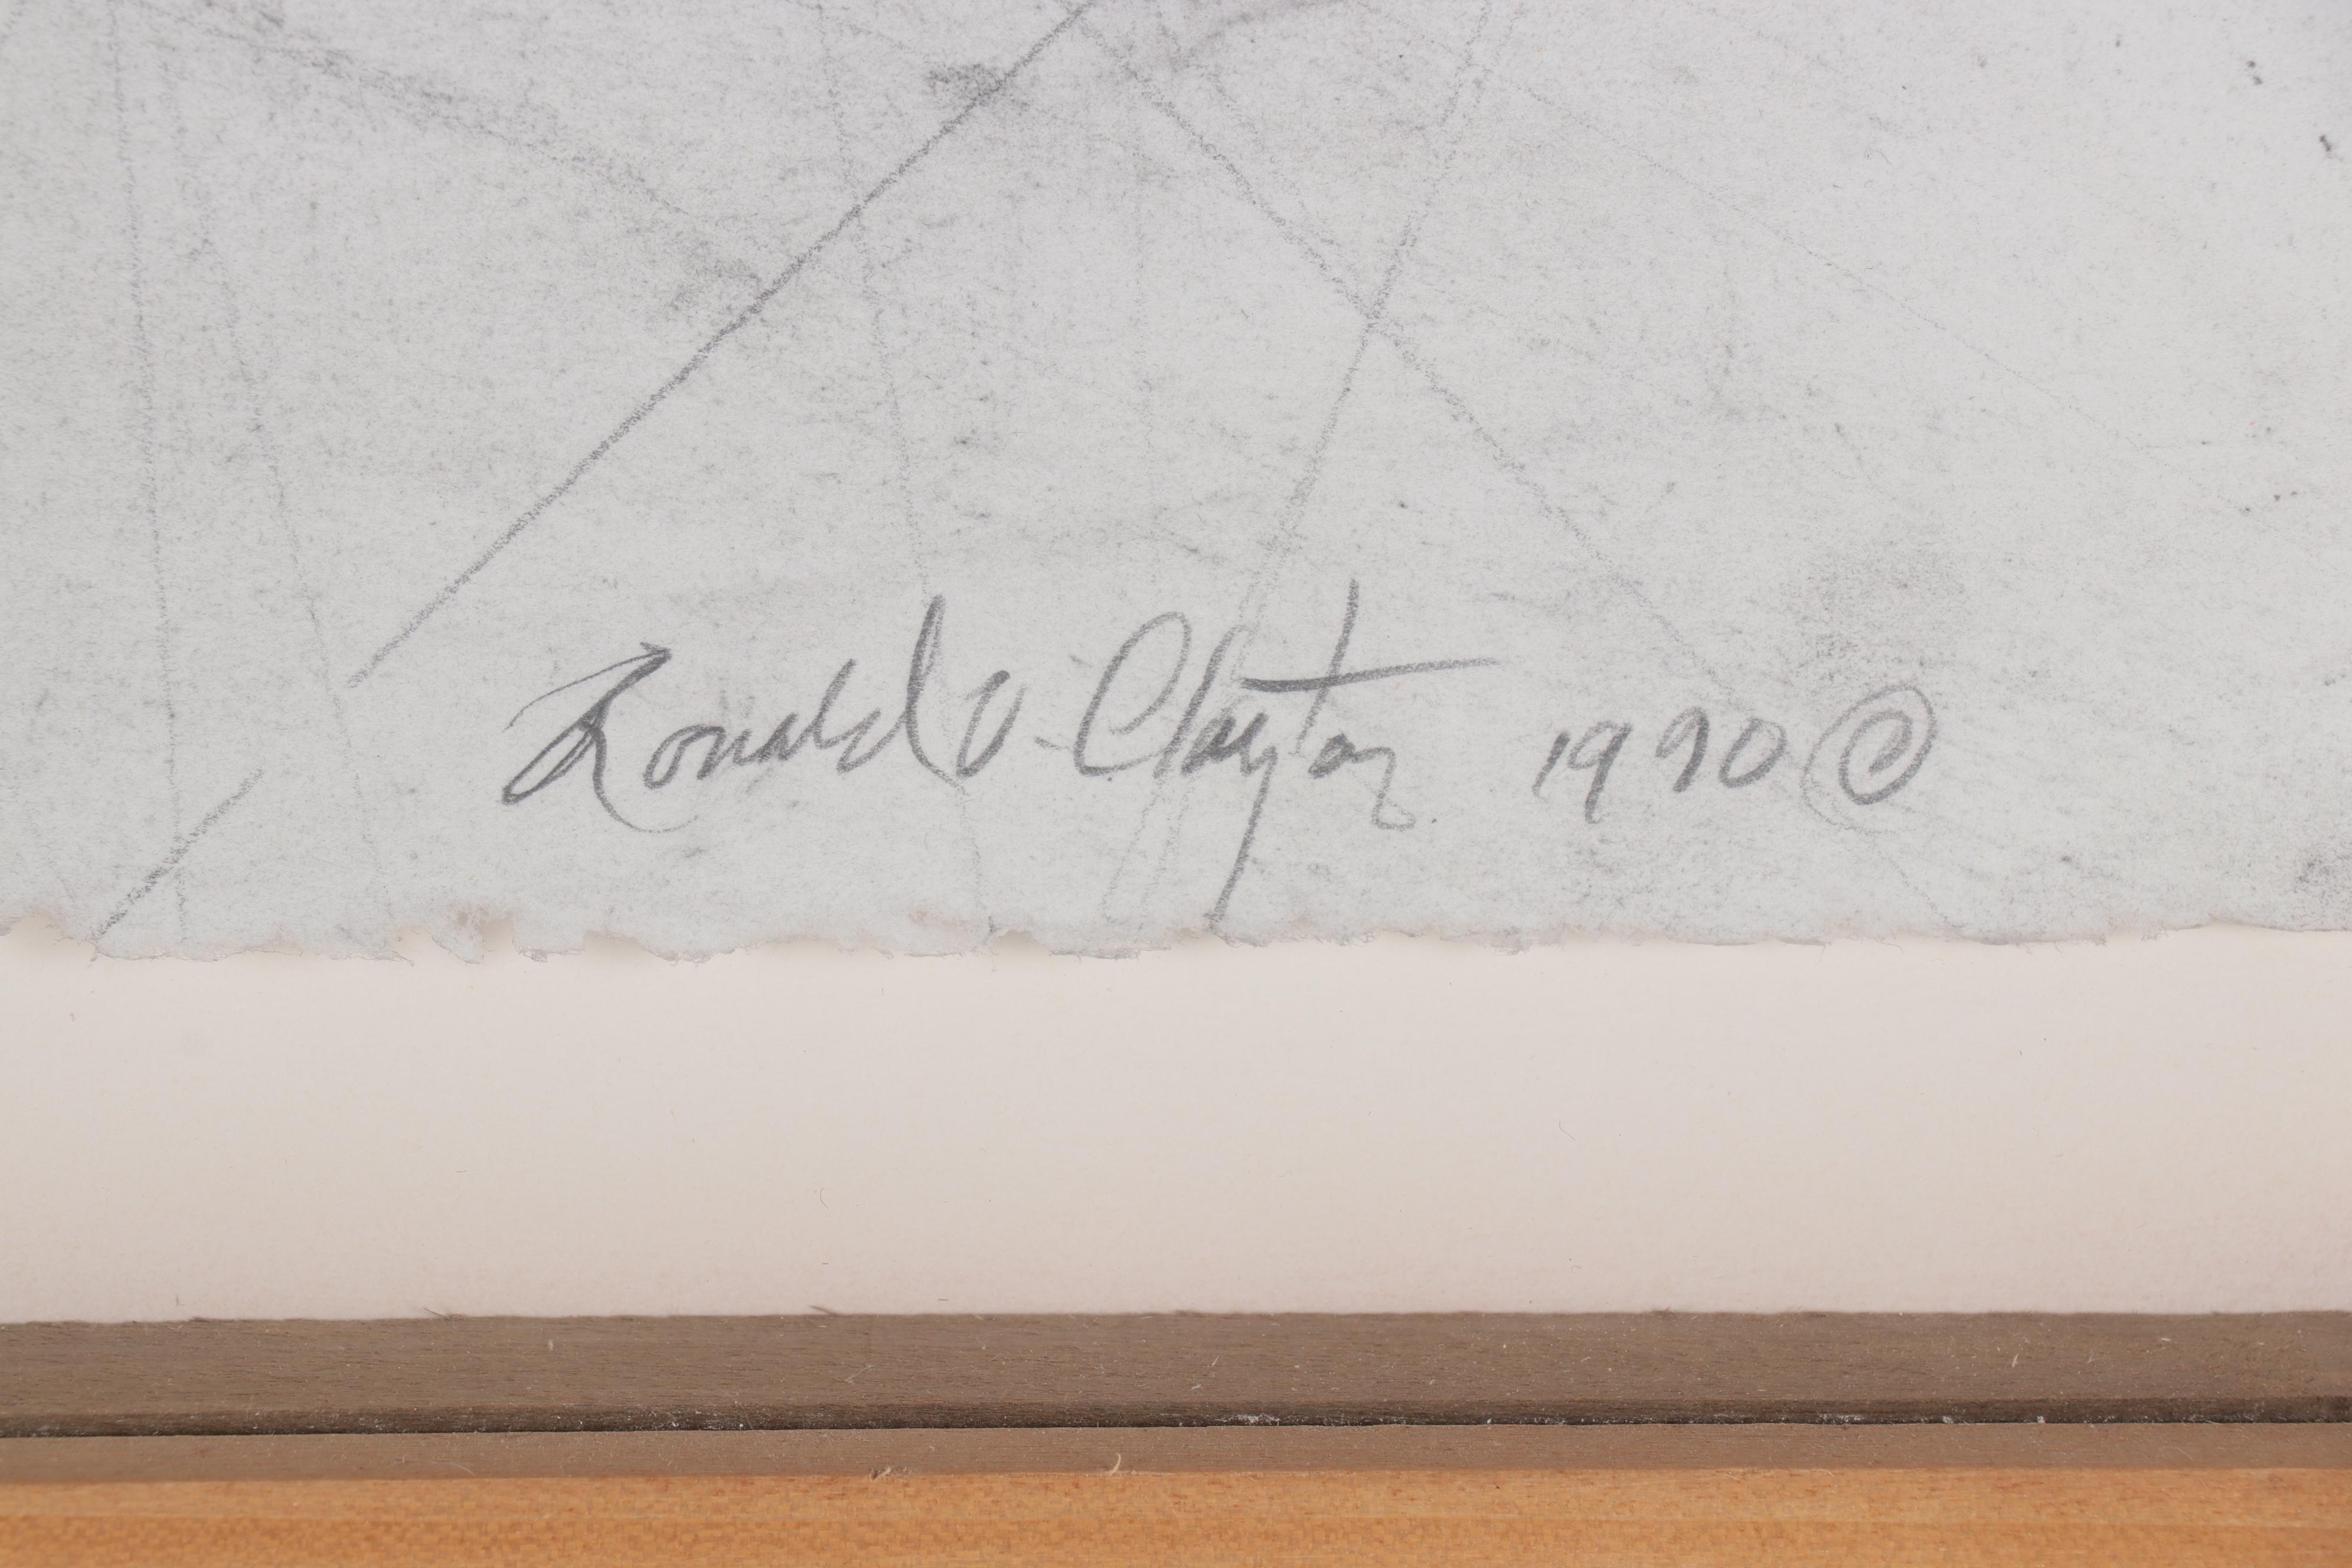 Ronald J. Clayton 1990 ©